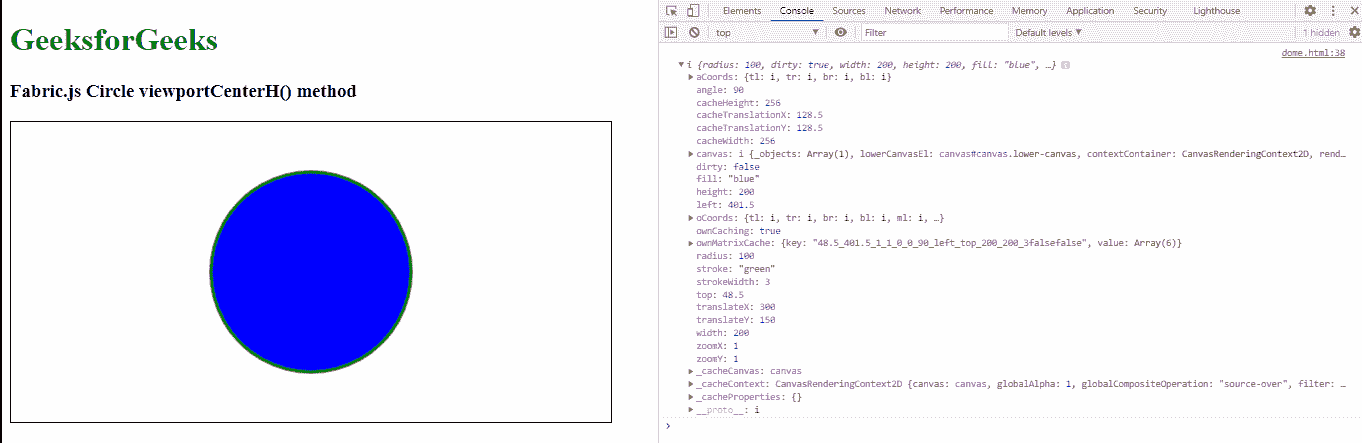 GeeksforGeeks
Fabric.js Circle viewportCenterH() method
Elements Console Sources Network Performance Memory Application Security Lighthouse
top Filter Default levels 1 hidden
dome.html:38
i {radius: 100, dirty: true, width: 200, height: 200, fill: "blue", …}
aCoords: {tl: i, tr: i, br: i, bl: i}
angle: 90
cacheHeight: 256
cacheTranslationX: 128.5
cacheTranslationY: 128.5
cacheWidth: 256
canvas: i {_objects: Array(1), lowerCanvasEl: canvas#canvas.lower-canvas, contextContainer: CanvasRenderingContext2D, rend…
dirty: false
fill: "blue"
height: 200
left: 401.5
oCoords: {tl: i, tr: i, br: i, bl: i, ml: i, …}
ownCaching: true
ownMatrixCache: {key: "48.5_401.5_1_1_0_0_90_left_top_200_200_3falsefalse", value: Array(6)}
radius: 100
stroke: "green"
strokeWidth: 3
top: 48.5
translateX: 300
translateY: 150
width: 200
zoomX: 1
zoomY: 1
_cacheCanvas: canvas
_cacheContext: CanvasRenderingContext2D {canvas: canvas, globalAlpha: 1, globalCompositeOperation: "source-over", filter: …
_cacheProperties: {}
__proto__: i